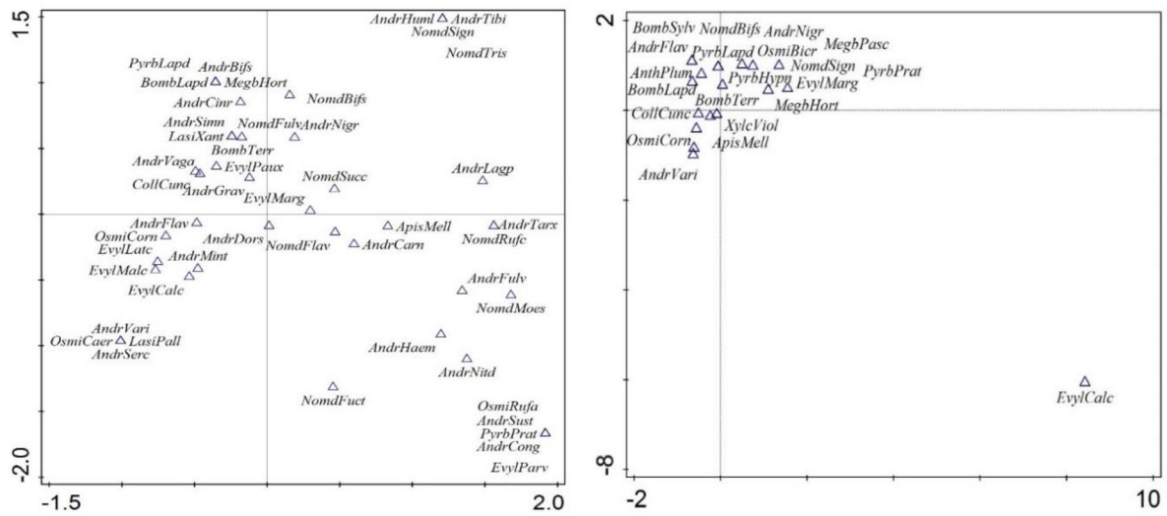 1.5
AndrHuml AndrTibi
NomdSign
NomdTris
PyrbLapd AndrBifs
BombLapd MegbHort
AndrCinr NomdBifs
AndrSimn NomdFulv AndrNigr
LasiXant
BombTerr
AndrVaga EvylPaux
AndrLagp
CollCunc AndrGrav NomdSucc
EvylMarg
AndrFlav ApisMell AndrTarx
OsmiCorn AndrDors NomdFlav AndrCarn NomdRufc
EvylLatc
EvylMalc AndrMint
EvylCalc
AndrFulv
NomdMoes
AndrVari
OsmiCaer LasiPall
AndrSerc
AndrHaem
AndrNitd
NomdFuct
OsmiRufa
AndrSust
PyrbPrat
AndrCong
EvylParv
-2.0
-1.5 2.0
2
BombSylv NomdBifs AndrNigr
AndrFlav PyrbLapd OsmiBicr MegbPasc
AnthPlum PyrbHypn NomdSign PyrbPrat
BombLapd EvylMarg
BombTerr MegbHort
CollCunc XylcViol
OsmiCorn ApisMell
AndrVari
EvylCalc
-8
-2 10